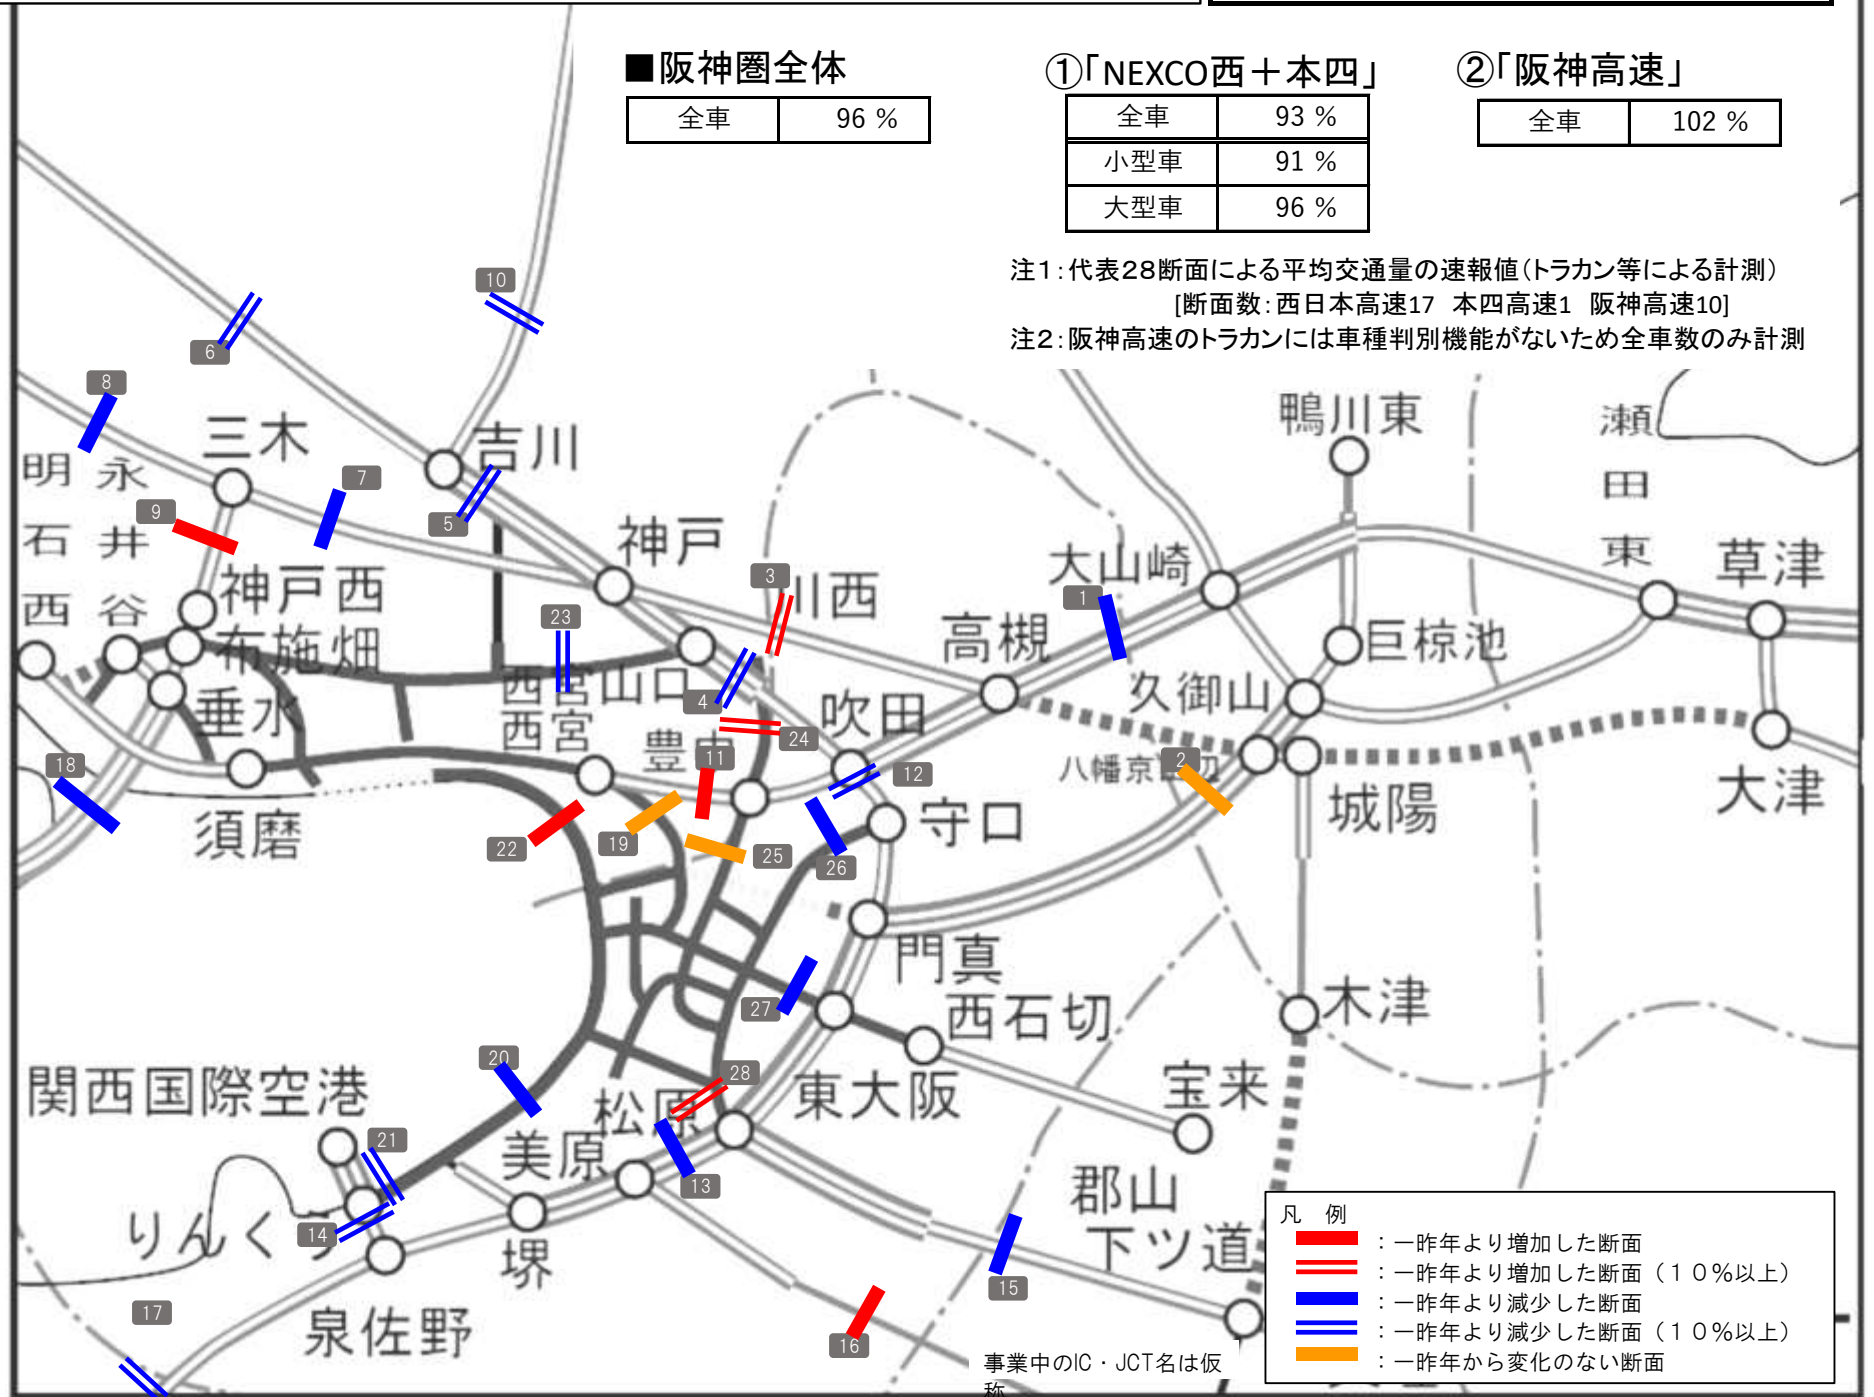 ■阪神圏全体
全車 96 %
①「NEXCO西＋本四」
全車 93 %
小型車 91 %
大型車 96 %
②「阪神高速」
全車 102 %
注1：代表28断面による平均交通量の速報値（トラカン等による計測）
[断面数：西日本高速17 本四高速1 阪神高速10]
注2：阪神高速のトラカンには車種判別機能がないため全車数のみ計測
10
6
8
三木
吉川
鴨川東
瀬田東
明石西
永井谷
7
9
5
神戸
大山崎
草津
3
川西
1
神戸西
23
高槻
巨椋池
布施畑
西宮山口
4
久御山
垂水
西宮
吹田
24
豊中
11
18
12
八幡京田辺
2
大津
須磨
守口
城陽
22
19
25
26
門真
27
西石切
木津
20
28
関西国際空港
松原
東大阪
宝来
21
美原
13
郡山
下ツ道
りんくう
14
堺
15
17
泉佐野
16
事業中のIC・JCT名は仮
称
凡 例
：一昨年より増加した断面
：一昨年より増加した断面（１０％以上）
：一昨年より減少した断面
：一昨年より減少した断面（１０％以上）
：一昨年から変化のない断面